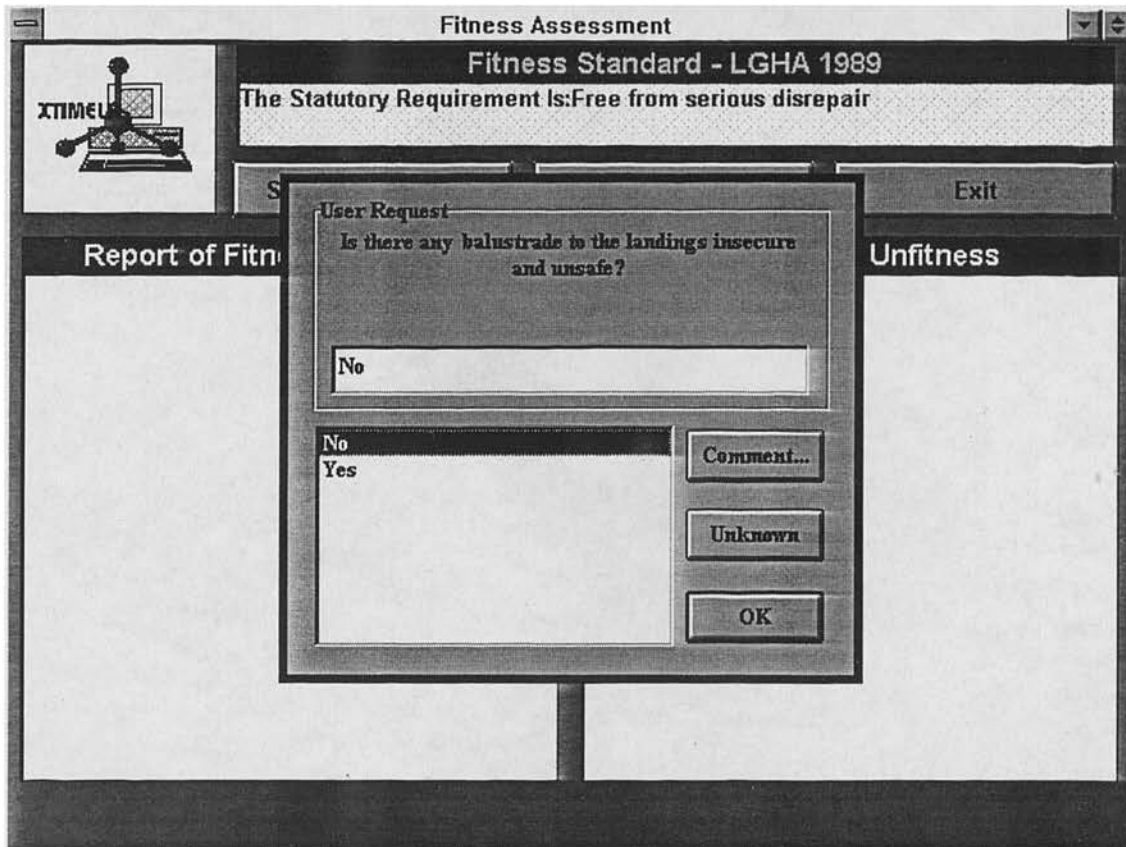 Fitness Assessment
XTIMEL
Fitness Standard - LGHA 1989
The Statutory Requirement Is:Free from serious disrepair
S
Exit
Report of Fitn
Unfitness
User Request
Is there any balustrade to the landings insecure
and unsafe?
No
No
Yes
Comment...
Unknown
OK